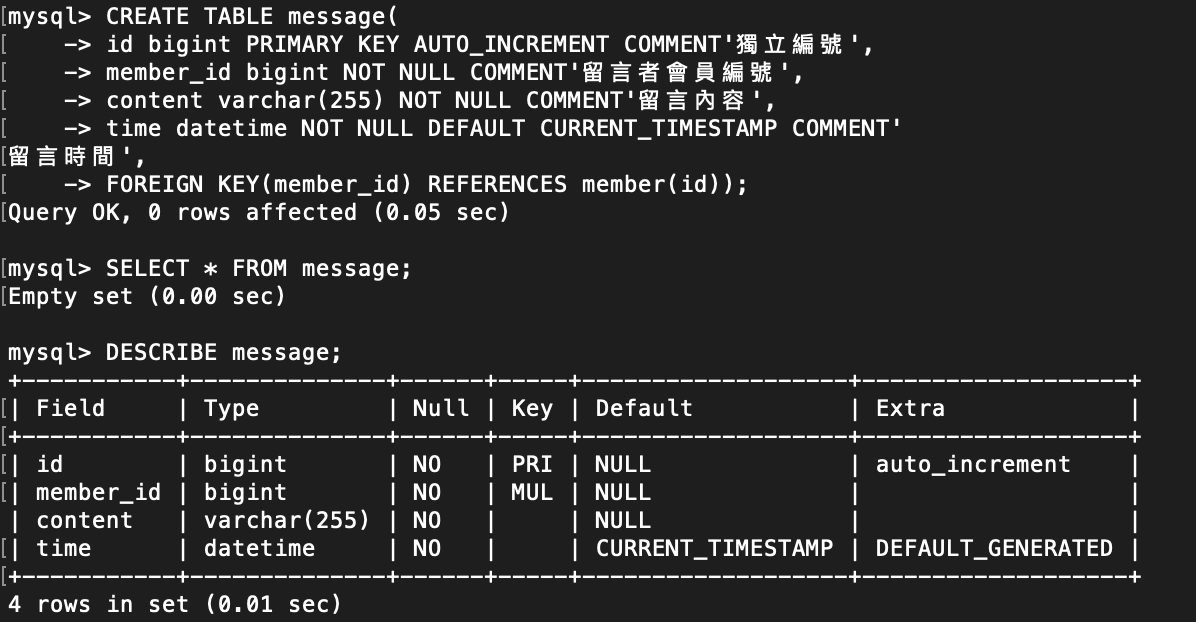 mysql> CREATE TABLE message(
    -> id bigint PRIMARY KEY AUTO_INCREMENT COMMENT'獨立編號',
    -> member_id bigint NOT NULL COMMENT'留言者會員編號',
    -> content varchar(255) NOT NULL COMMENT'留言內容',
    -> time datetime NOT NULL DEFAULT CURRENT_TIMESTAMP COMMENT'
留言時間',
    -> FOREIGN KEY(member_id) REFERENCES member(id));
Query OK, 0 rows affected (0.05 sec)

mysql> SELECT * FROM message;
Empty set (0.00 sec)

mysql> DESCRIBE message;
+-----------+--------------+------+-----+-------------------+-------------------+
| Field     | Type         | Null | Key | Default           | Extra             |
+-----------+--------------+------+-----+-------------------+-------------------+
| id        | bigint       | NO   | PRI | NULL              | auto_increment    |
| member_id | bigint       | NO   | MUL | NULL              |                   |
| content   | varchar(255) | NO   |     | NULL              |                   |
| time      | datetime     | NO   |     | CURRENT_TIMESTAMP | DEFAULT_GENERATED |
+-----------+--------------+------+-----+-------------------+-------------------+
4 rows in set (0.01 sec)